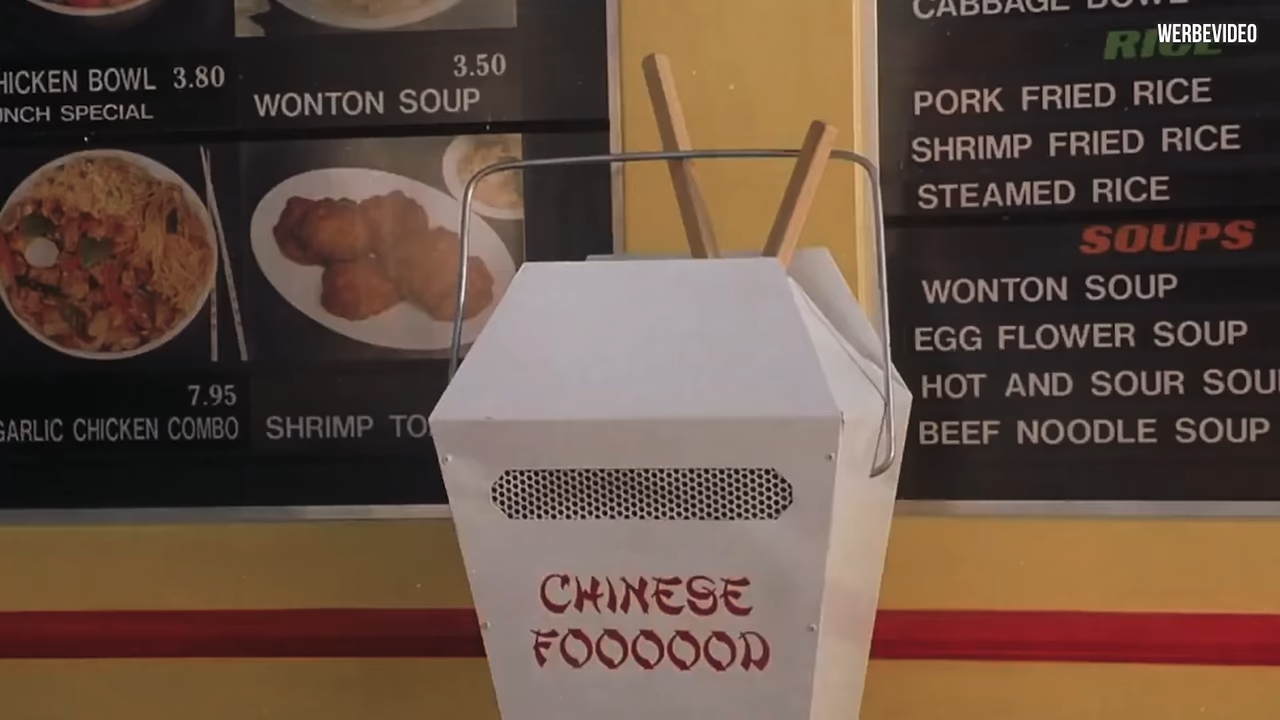 WERBEVIDEO
HICKEN BOWL 3.80
UNCH SPECIAL
3.50
WONTON SOUP
7.95
GARLIC CHICKEN COMBO
SHRIMP TO
CABBAGE BOWL
RICE
PORK FRIED RICE
SHRIMP FRIED RICE
STEAMED RICE
SOUPS
WONTON SOUP
EGG FLOWER SOUP
HOT AND SOUR SOU
BEEF NOODLE SOUP
CHINESE
FOOOOOD